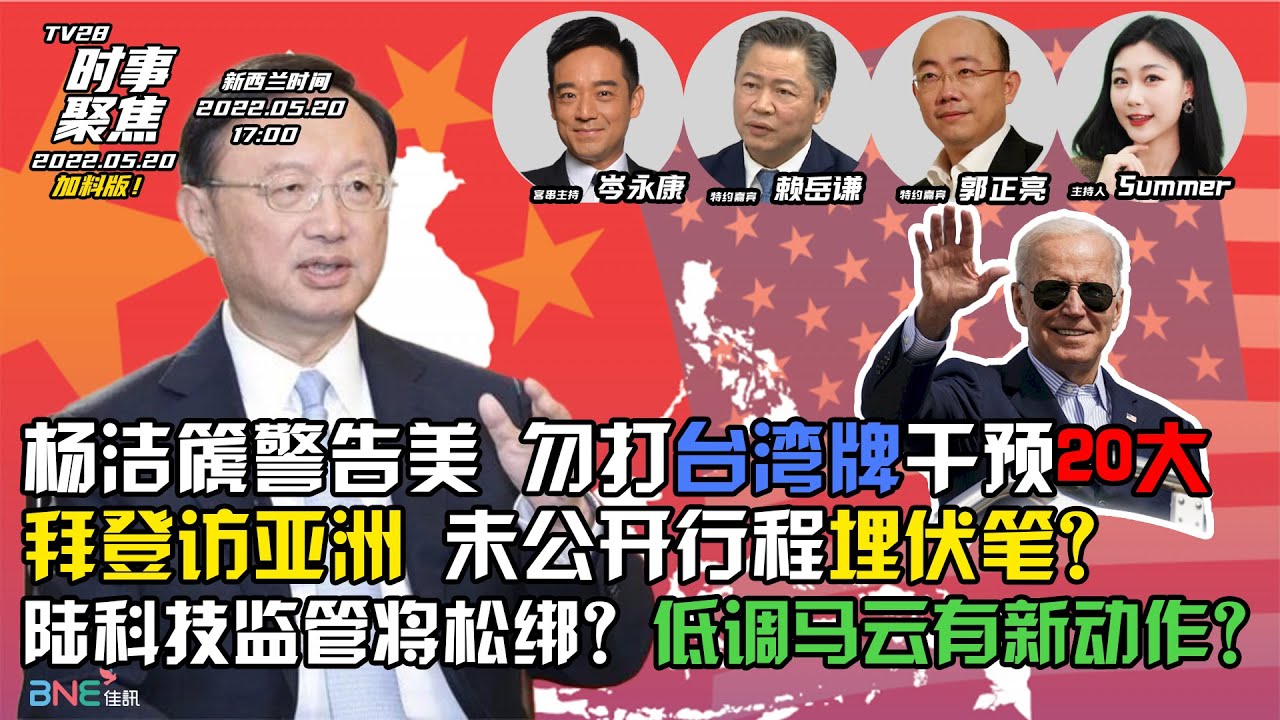 TV28
时事
聚焦
2022.05.20
加料版!
新西兰时间
2022.05.20
17:00
客串主持 岑永康
特约嘉宾 赖岳谦
特约嘉宾 郭正亮
主持人 Summer
杨洁篪警告美 勿打台湾牌干预20大
拜登访亚洲 未公开行程埋伏笔?
陆科技监管将松绑? 低调马云有新动作?
BNE佳訊